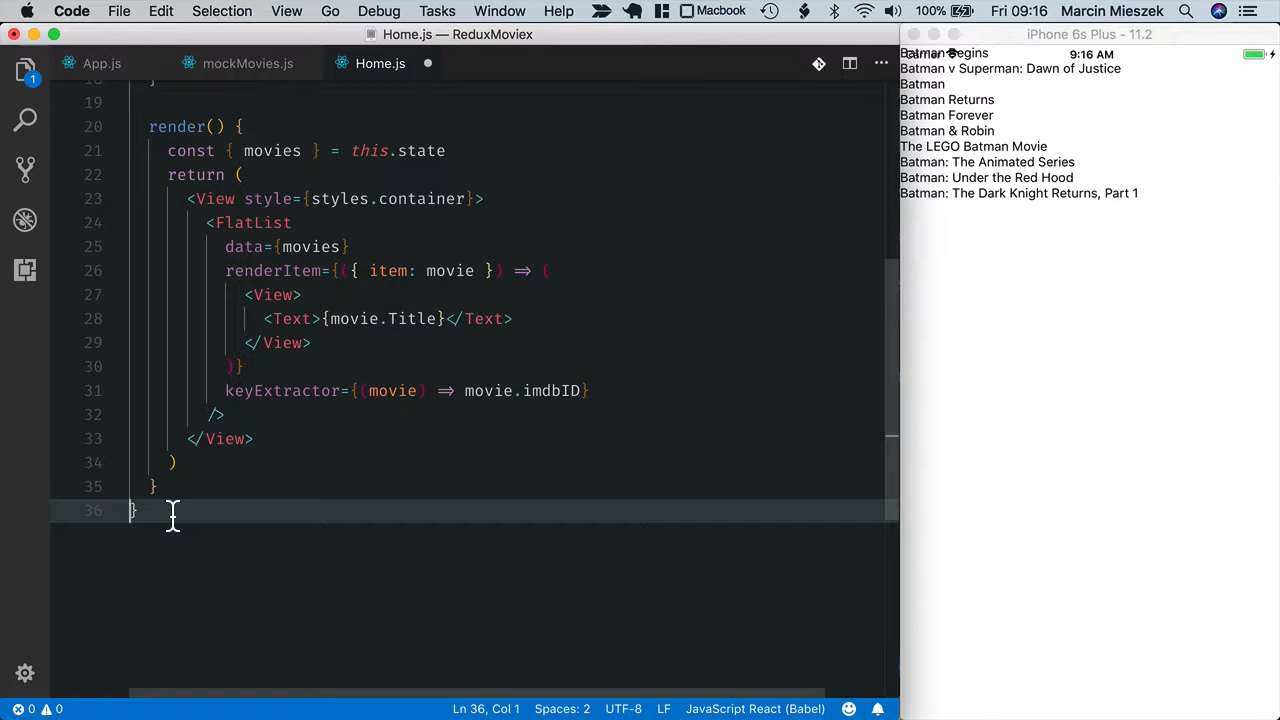 Code File Edit Selection View Go Debug Tasks Window Help Macbook 100% Fri 09:16 Marcin Mieszek
Home.js — ReduxMoviex
iPhone 6s Plus - 11.2
App.js mockMovies.js Home.js
1
18 }
19
20 render() {
21 const { movies } = this.state
22 return (
23 <View style={styles.container}>
24 <FlatList
25 data={movies}
26 renderItem={({ item: movie }) => (
27 <View>
28 <Text>{movie.Title}</Text>
29 </View>
30 )}
31 keyExtractor={(movie) => movie.imdbID}
32 />
33 </View>
34 )
35 }
36 }
9:16 AM
Batman Begins
Batman v Superman: Dawn of Justice
Batman
Batman Returns
Batman Forever
Batman & Robin
The LEGO Batman Movie
Batman: The Animated Series
Batman: Under the Red Hood
Batman: The Dark Knight Returns, Part 1
0 0 Ln 36, Col 1 Spaces: 2 UTF-8 LF JavaScript React (Babel)